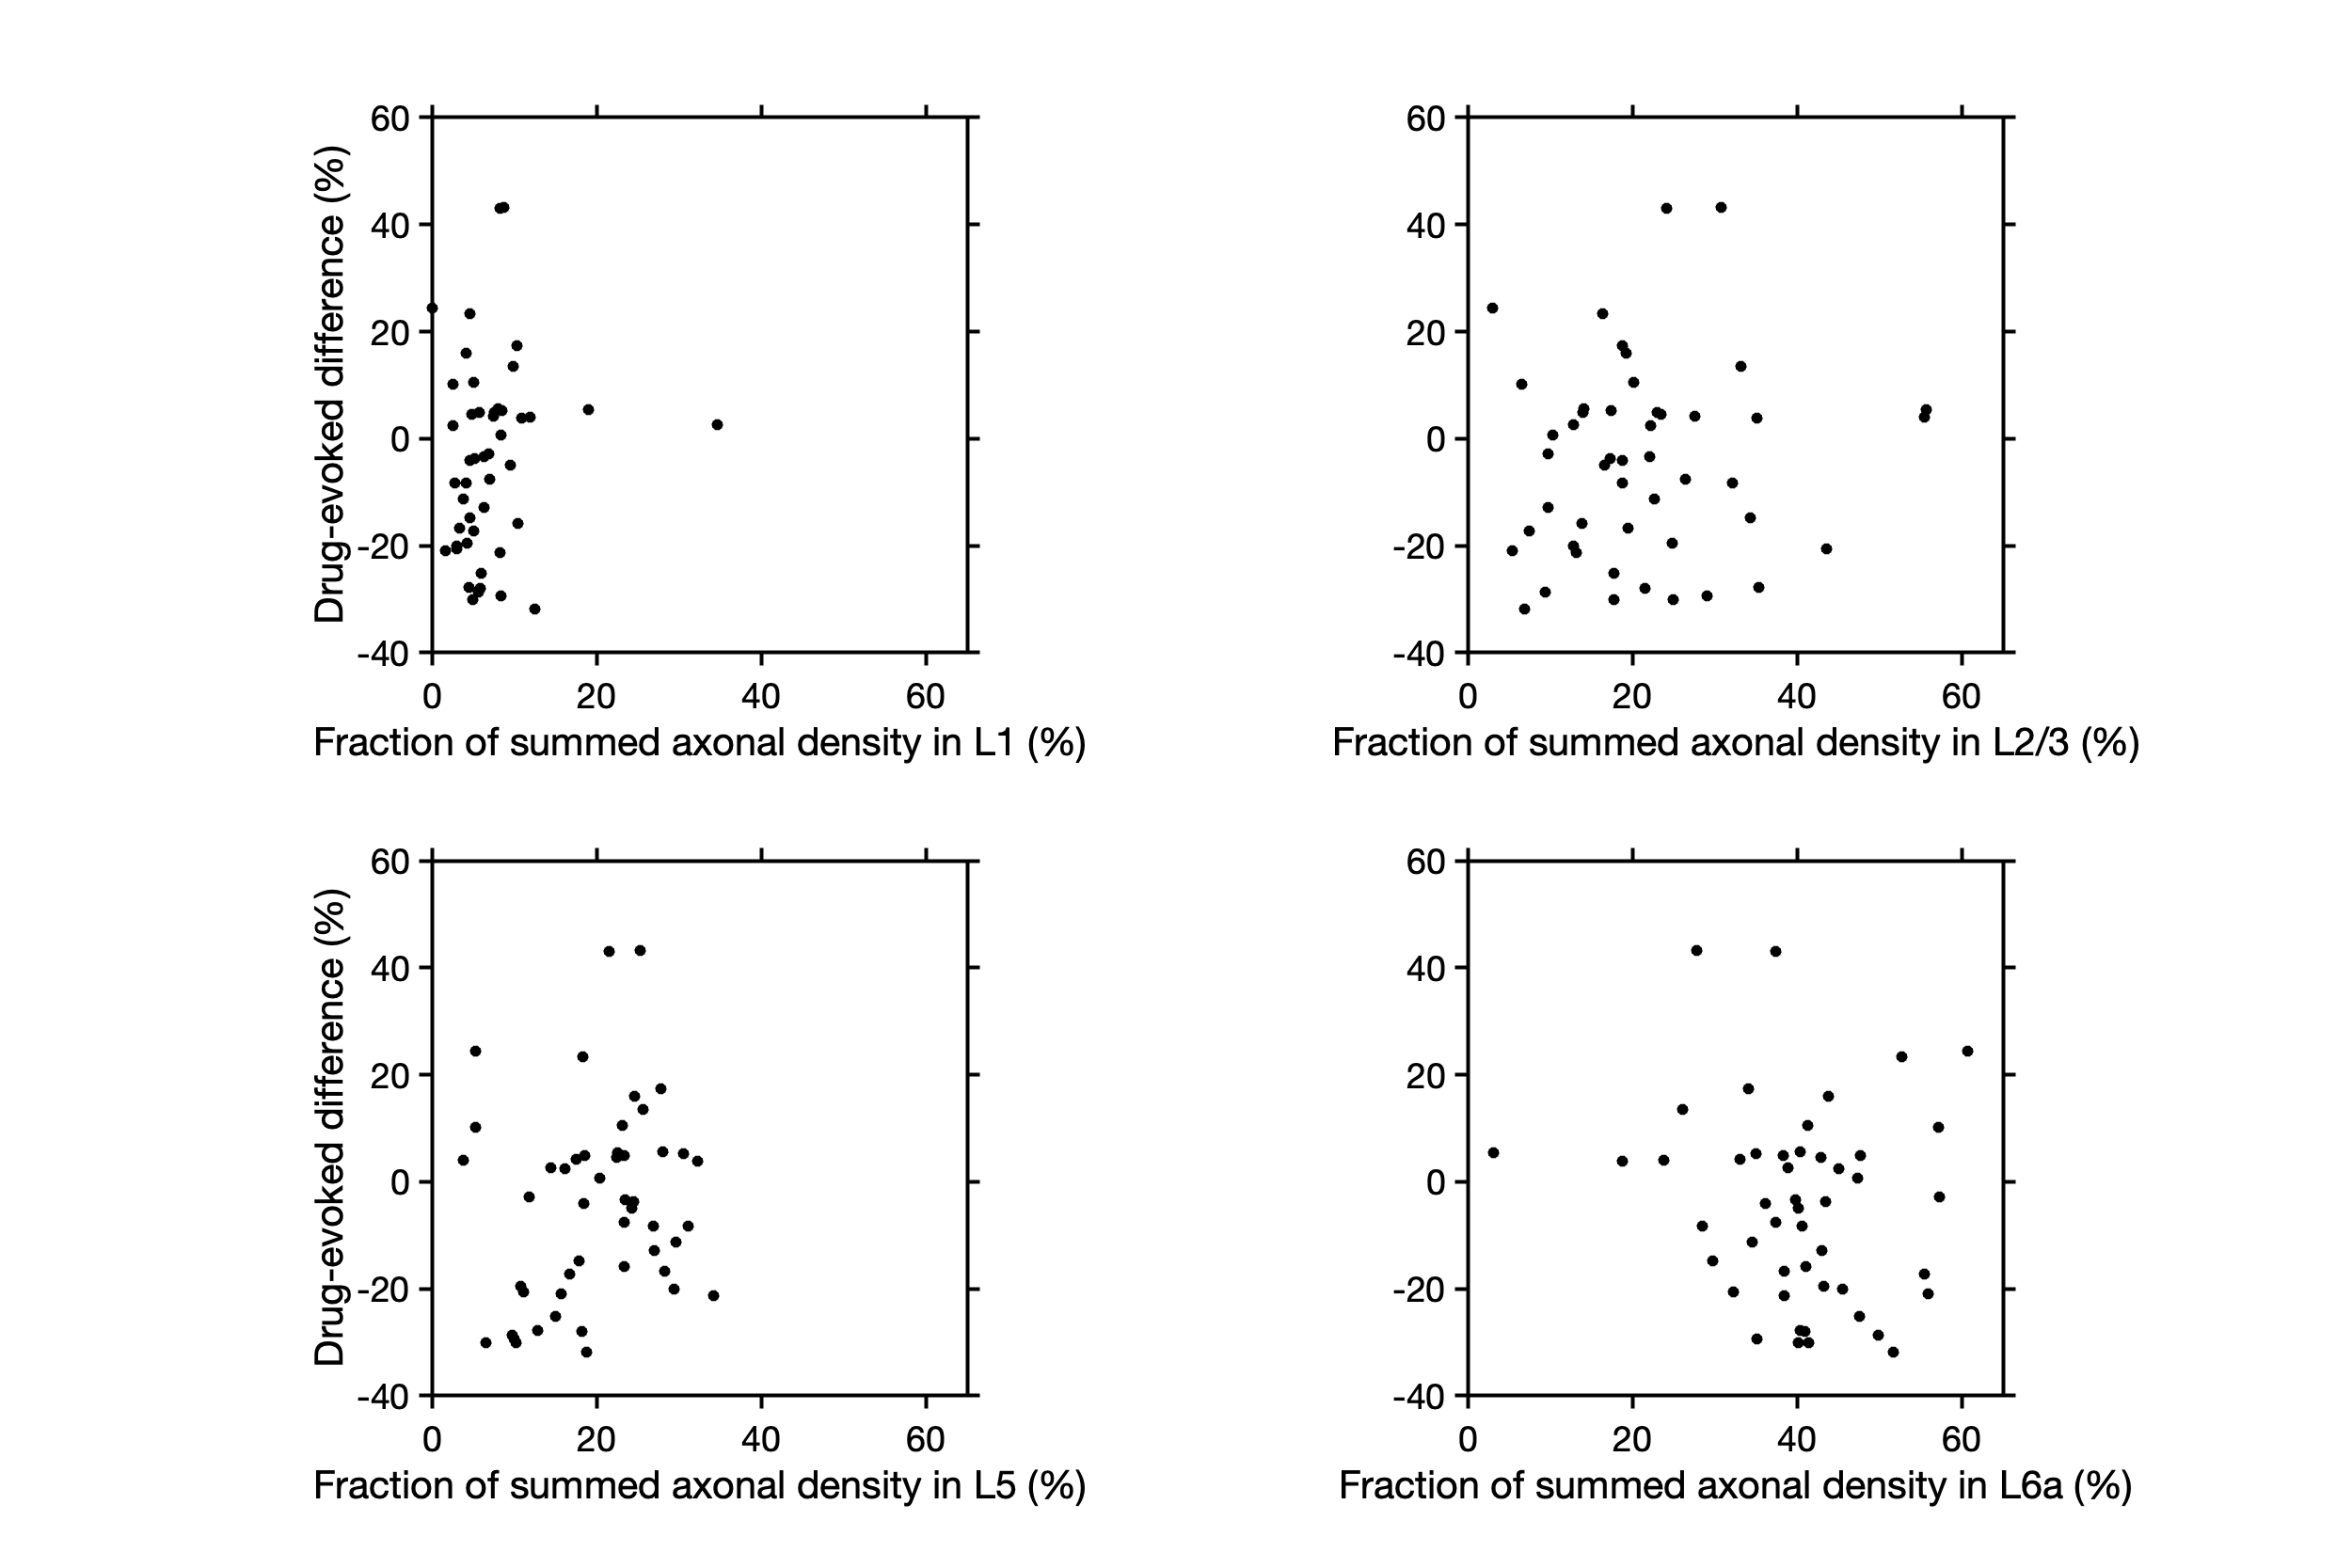 60
40
20
0
-20
-40
Drug-evoked difference (%)
0 20 40 60
Fraction of summed axonal density in L1 (%)
60
40
20
0
-20
-40
0 20 40 60
Fraction of summed axonal density in L2/3 (%)
60
40
20
0
-20
-40
Drug-evoked difference (%)
0 20 40 60
Fraction of summed axonal density in L5 (%)
60
40
20
0
-20
-40
0 20 40 60
Fraction of summed axonal density in L6a (%)